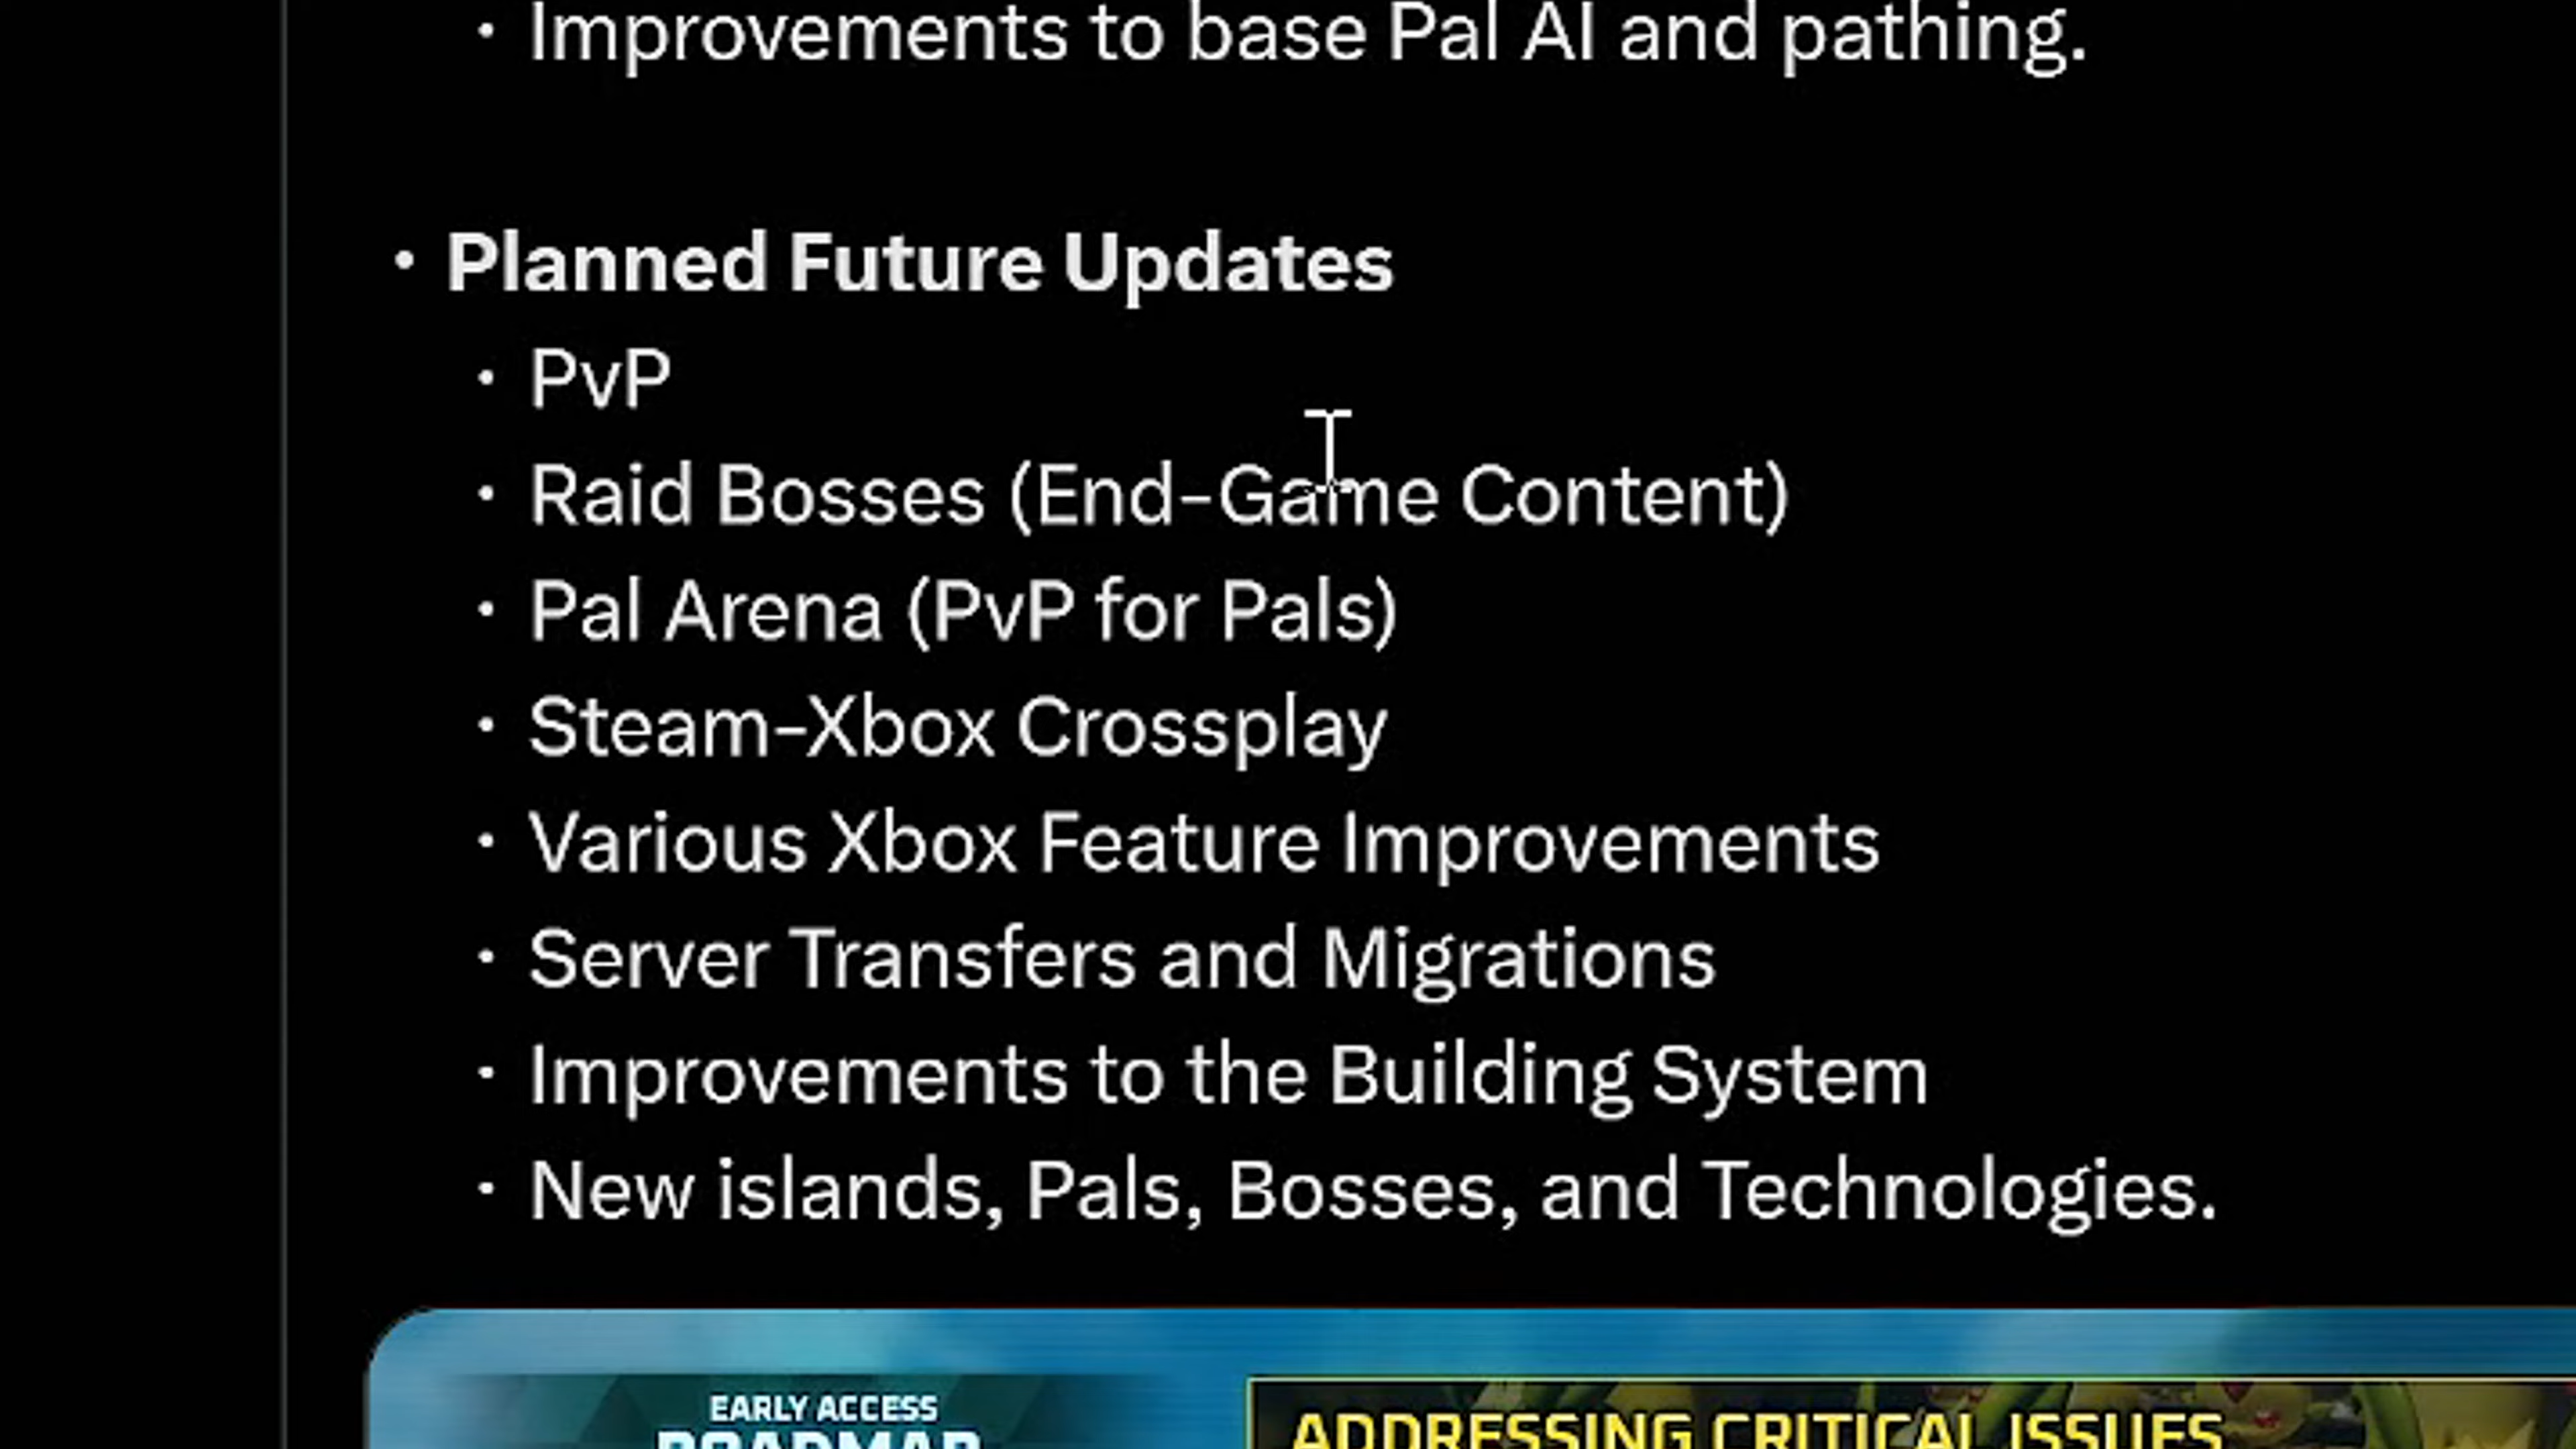 • Improvements to base Pal AI and pathing.
• Planned Future Updates
• PvP
• Raid Bosses (End-Game Content)
• Pal Arena (PvP for Pals)
• Steam-Xbox Crossplay
• Various Xbox Feature Improvements
• Server Transfers and Migrations
• Improvements to the Building System
• New islands, Pals, Bosses, and Technologies.
EARLY ACCESS
ROADMAP
ADDRESSING CRITICAL ISSUES